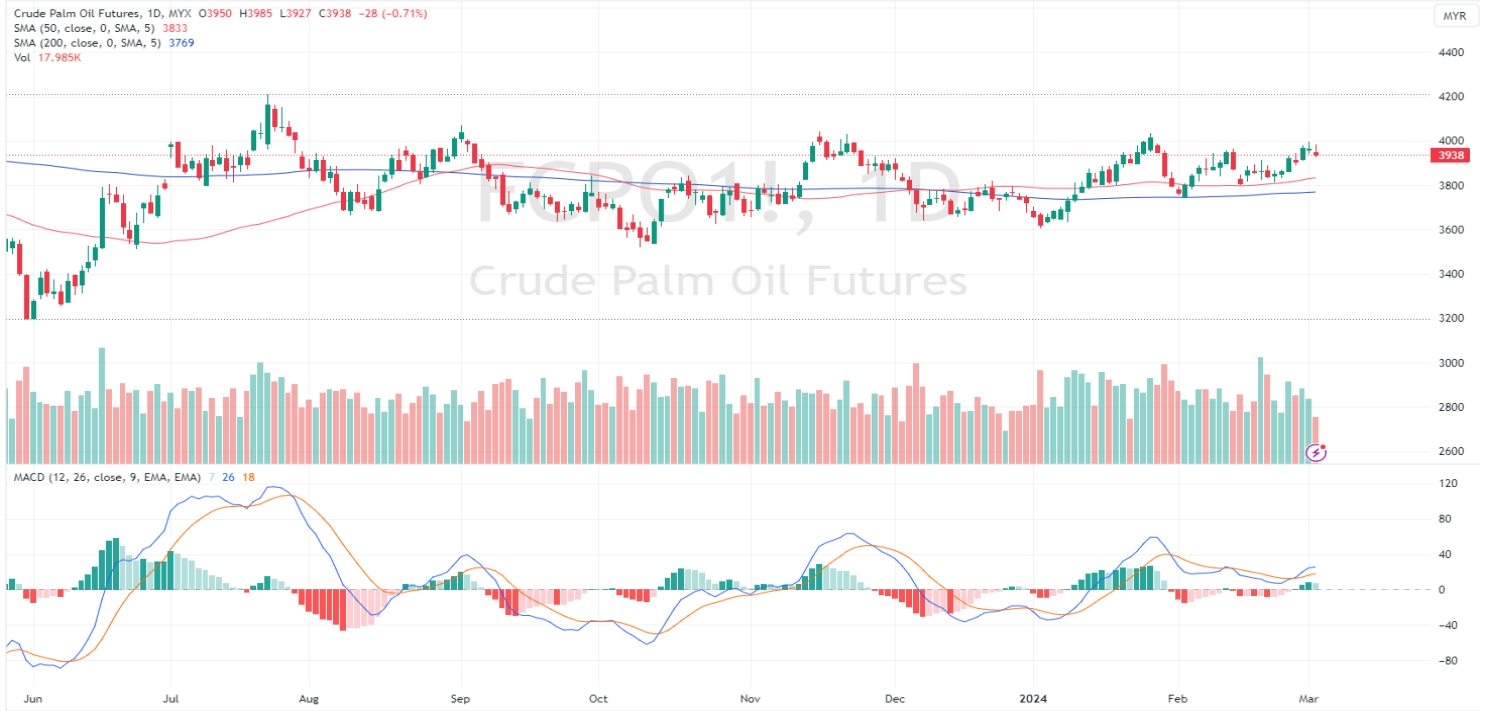 Crude Palm Oil Futures, 1D, MYX O3950 H3985 L3927 C3938 −28 (−0.71%)
MYR
SMA (50, close, 0, SMA, 5) 3833
SMA (200, close, 0, SMA, 5) 3769
Vol 17.985K
4400
4200
4000
3938
3800
3600
3400
3200
3000
2800
2600
FCPO1!, 1D
Crude Palm Oil Futures
MACD (12, 26, close, 9, EMA, EMA) 7 26 18
120
80
40
0
−40
−80
Jun Jul Aug Sep Oct Nov Dec 2024 Feb Mar